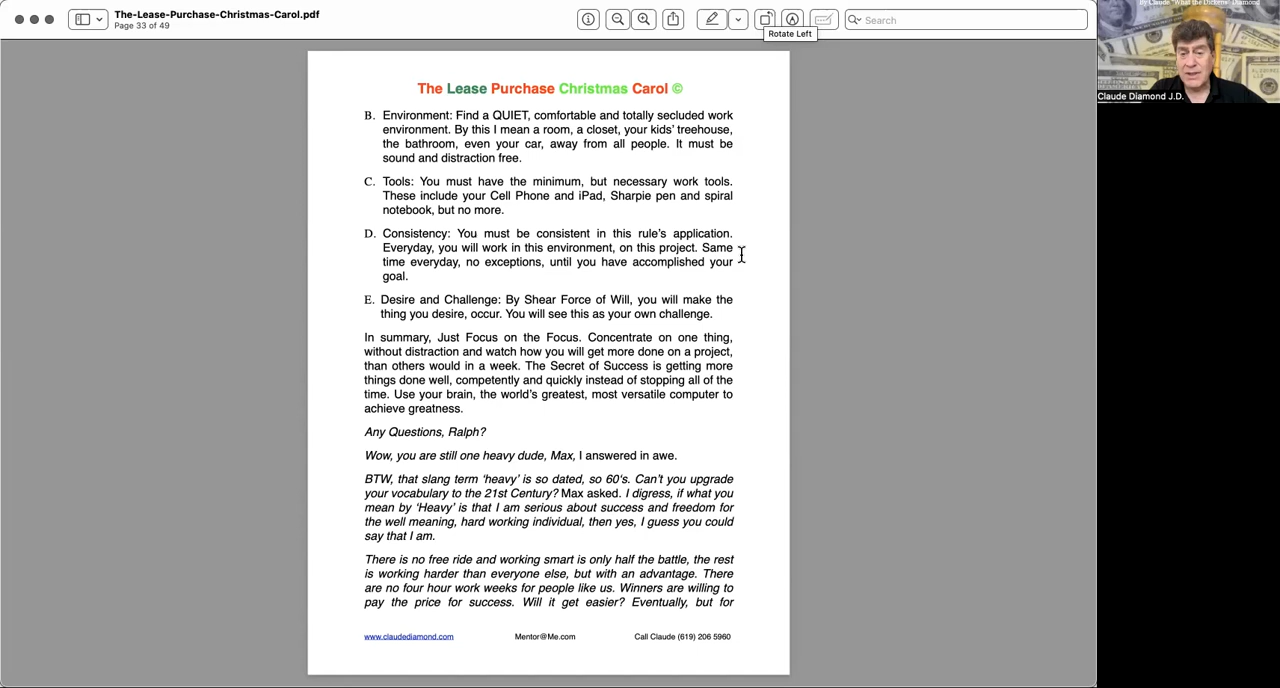 The-Lease-Purchase-Christmas-Carol.pdf
Page 33 of 49
Search
Rotate Left
By Claude "What the Dickens" Diamond
Claude Diamond J.D.
The Lease Purchase Christmas Carol ©
B. Environment: Find a QUIET, comfortable and totally secluded work
environment. By this I mean a room, a closet, your kids' treehouse,
the bathroom, even your car, away from all people. It must be
sound and distraction free.
C. Tools: You must have the minimum, but necessary work tools.
These include your Cell Phone and iPad, Sharpie pen and spiral
notebook, but no more.
D. Consistency: You must be consistent in this rule's application.
Everyday, you will work in this environment, on this project. Same
time everyday, no exceptions, until you have accomplished your
goal.
E. Desire and Challenge: By Shear Force of Will, you will make the
thing you desire, occur. You will see this as your own challenge.
In summary, Just Focus on the Focus. Concentrate on one thing,
without distraction and watch how you will get more done on a project,
than others would in a week. The Secret of Success is getting more
things done well, competently and quickly instead of stopping all of the
time. Use your brain, the world's greatest, most versatile computer to
achieve greatness.
Any Questions, Ralph?
Wow, you are still one heavy dude, Max, I answered in awe.
BTW, that slang term 'heavy' is so dated, so 60's. Can't you upgrade
your vocabulary to the 21st Century? Max asked. I digress, if what you
mean by 'Heavy' is that I am serious about success and freedom for
the well meaning, hard working individual, then yes, I guess you could
say that I am.
There is no free ride and working smart is only half the battle, the rest
is working harder than everyone else, but with an advantage. There
are no four hour work weeks for people like us. Winners are willing to
pay the price for success. Will it get easier? Eventually, but for
www.claudediamond.com Mentor@Me.com Call Claude (619) 206 5960